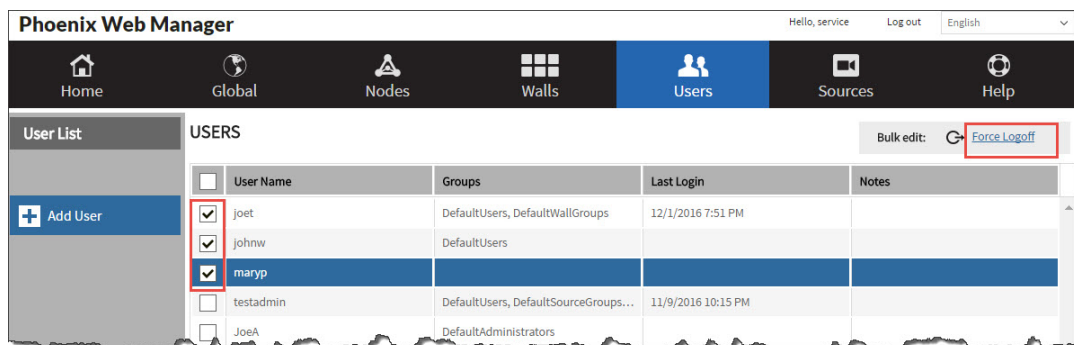 Phoenix Web Manager
Hello, service Log out English
Home Global Nodes Walls Users Sources Help
User List
USERS
Bulk edit: Force Logoff
User Name Groups Last Login Notes
Add User
joet DefaultUsers, DefaultWallGroups 12/1/2016 7:51 PM
johnw DefaultUsers
maryp
testadmin DefaultUsers, DefaultSourceGroups... 11/9/2016 10:15 PM
JoeA DefaultAdministrators